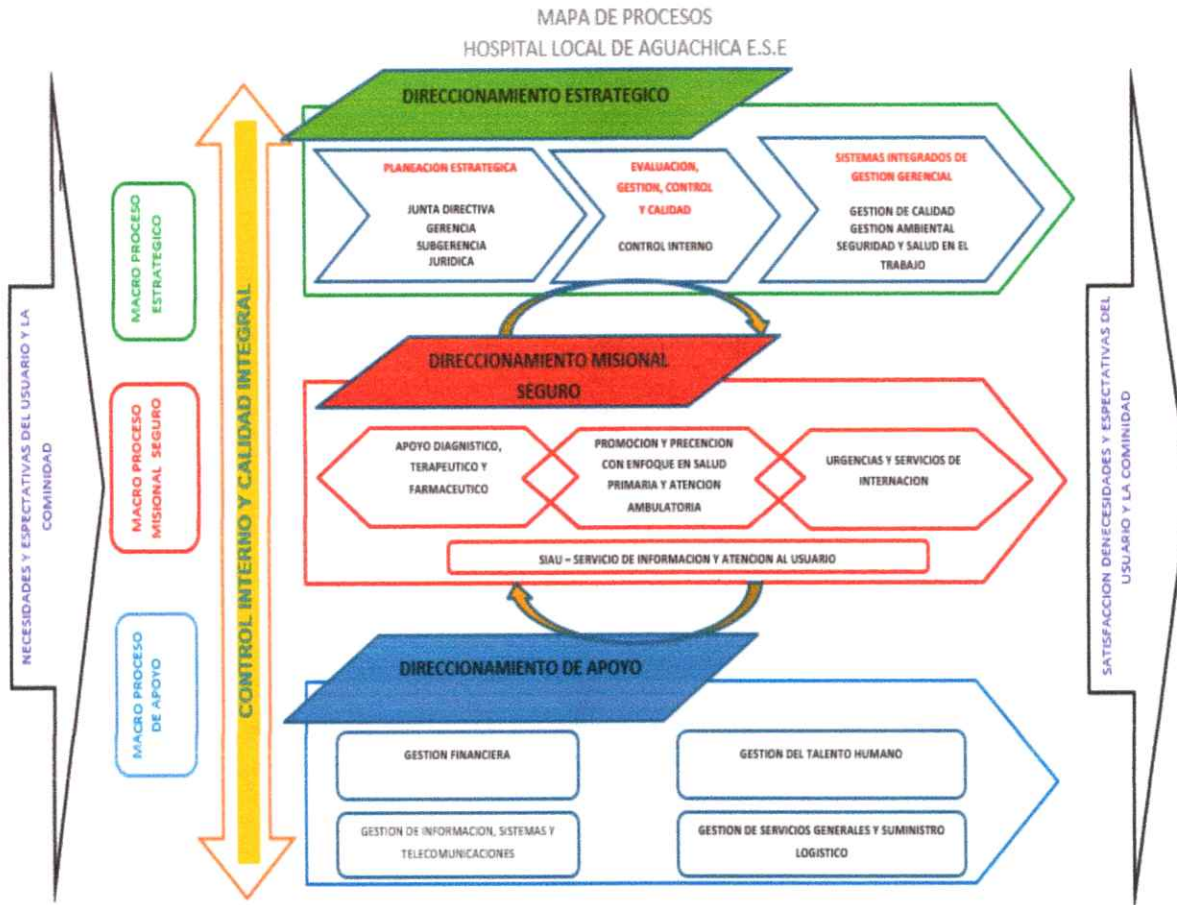 MAPA DE PROCESOS
HOSPITAL LOCAL DE AGUACHICA E.S.E
NECESIDADES Y ESPECTATIVAS DEL USUARIO Y LA
COMINIDAD
MACRO PROCESO
ESTRATEGICO
MACRO PROCESO
MISIONAL SEGURO
MACRO PROCESO
DE APOYO
CONTROL INTERNO Y CALIDAD INTEGRAL
DIRECCIONAMIENTO ESTRATEGICO
PLANEACION ESTRATEGICA
JUNTA DIRECTIVA
GERENCIA
SUBGERENCIA
JURIDICA
EVALUACION,
GESTION, CONTROL
Y CALIDAD
CONTROL INTERNO
SISTEMAS INTEGRADOS DE
GESTION GERENCIAL
GESTION DE CALIDAD
GESTION AMBIENTAL
SEGURIDAD Y SALUD EN EL
TRABAJO
DIRECCIONAMIENTO MISIONAL
SEGURO
APOYO DIAGNISTICO,
TERAPEUTICO Y
FARMACEUTICO
PROMOCION Y PRECENCION
CON ENFOQUE EN SALUD
PRIMARIA Y ATENCION
AMBULATORIA
URGENCIAS Y SERVICIOS DE
INTERNACION
SIAU – SERVICIO DE INFORMACION Y ATENCION AL USUARIO
DIRECCIONAMIENTO DE APOYO
GESTION FINANCIERA
GESTION DEL TALENTO HUMANO
GESTION DE INFORMACION, SISTEMAS Y
TELECOMUNICACIONES
GESTION DE SERVICIOS GENERALES Y SUMINISTRO
LOGISTICO
SATISFACCION DENECESIDADES Y ESPECTATIVAS DEL
USUARIO Y LA COMINIDAD